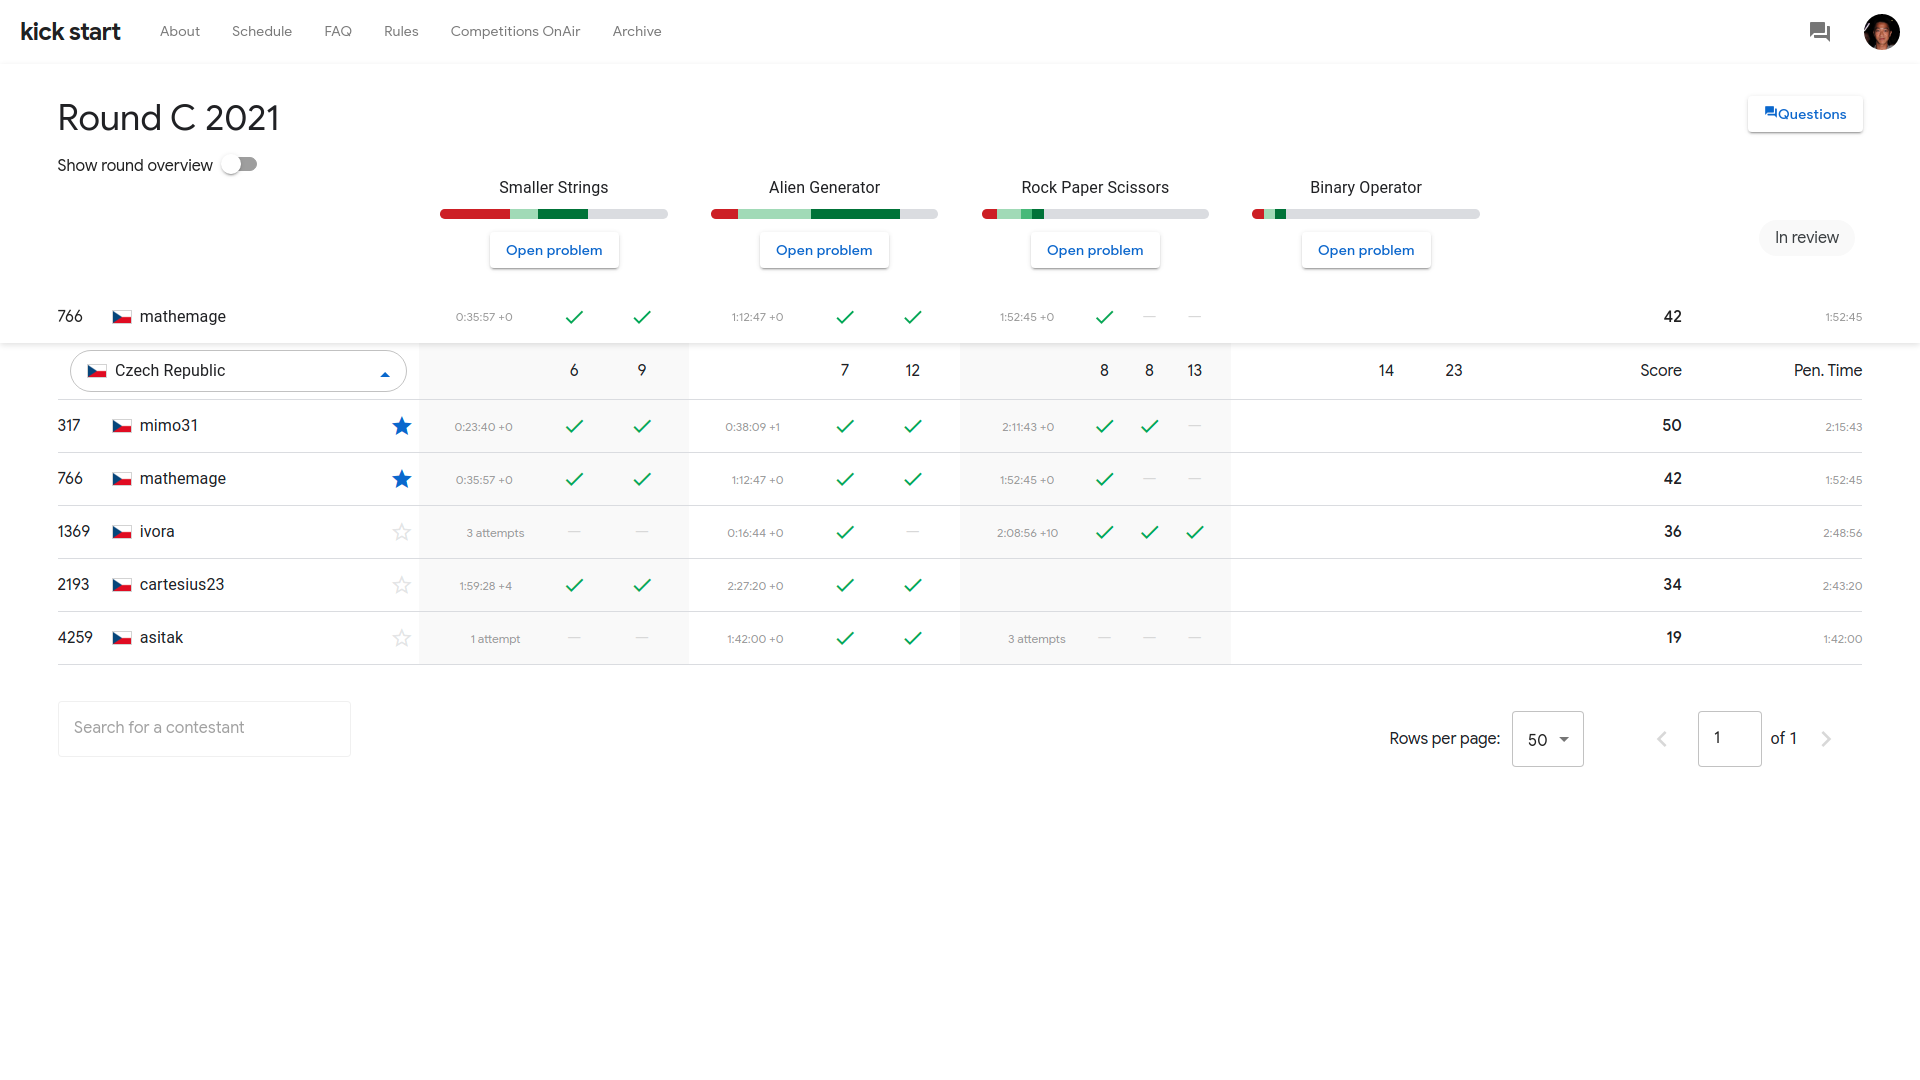 kick start About Schedule FAQ Rules Competitions OnAir Archive
Round C 2021
Questions
Show round overview
Smaller Strings Alien Generator Rock Paper Scissors Binary Operator
Open problem Open problem Open problem Open problem
In review
766 mathemage 0:35:57 +0 1:12:47 +0 1:52:45 +0 — — 42 1:52:45
Czech Republic 6 9 7 12 8 8 13 14 23 Score Pen. Time
317 mimo31 0:23:40 +0 0:38:09 +1 2:11:43 +0 — 50 2:15:43
766 mathemage 0:35:57 +0 1:12:47 +0 1:52:45 +0 — — 42 1:52:45
1369 ivora 3 attempts — — 0:16:44 +0 — 2:08:56 +10 36 2:48:56
2193 cartesius23 1:59:28 +4 2:27:20 +0 34 2:43:20
4259 asitak 1 attempt — — 1:42:00 +0 3 attempts — — — 19 1:42:00
Search for a contestant
Rows per page: 50 1 of 1